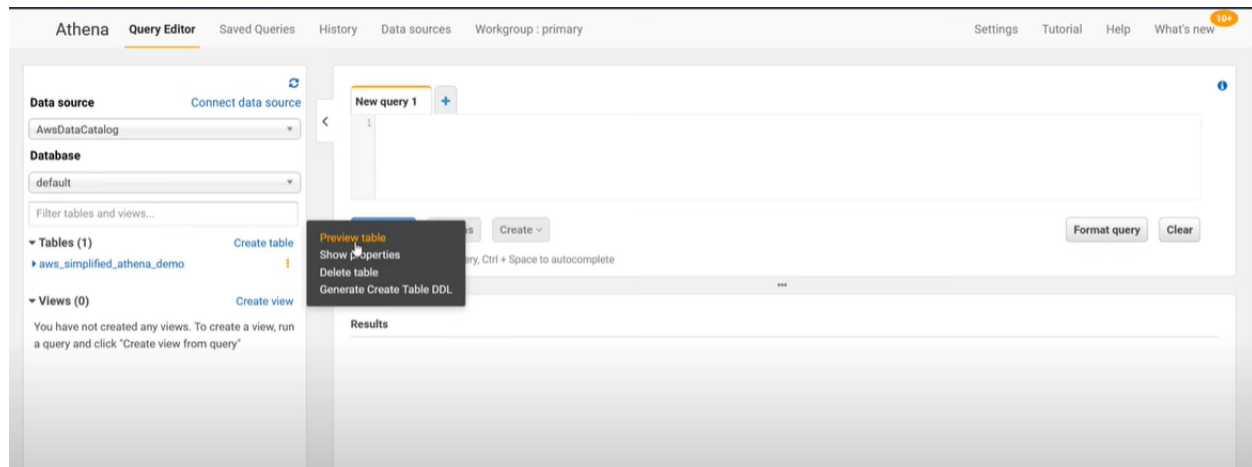 Athena Query Editor Saved Queries History Data sources Workgroup : primary Settings Tutorial Help What's new 10+
Data source Connect data source
AwsDataCatalog
Database
default
Filter tables and views...
Tables (1) Create table
aws_simplified_athena_demo
Views (0) Create view
You have not created any views. To create a view, run
a query and click "Create view from query"
New query 1 +
1
Preview table
Show properties
Delete table
Generate Create Table DDL
Create
Format query Clear
Ctrl + Space to autocomplete
Results